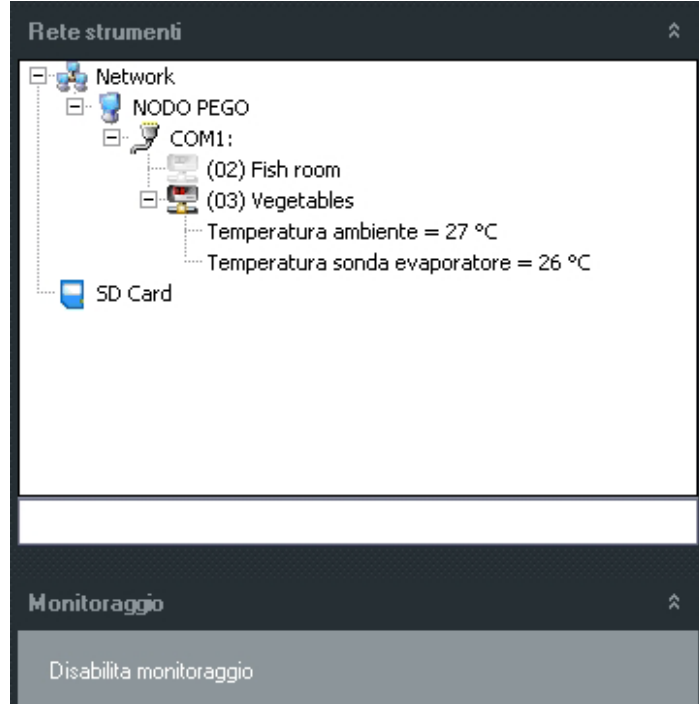 Rete strumenti
Network
NODO PEGO
COM1:
(02) Fish room
(03) Vegetables
Temperatura ambiente = 27 °C
Temperatura sonda evaporatore = 26 °C
SD Card
Monitoraggio
Disabilita monitoraggio